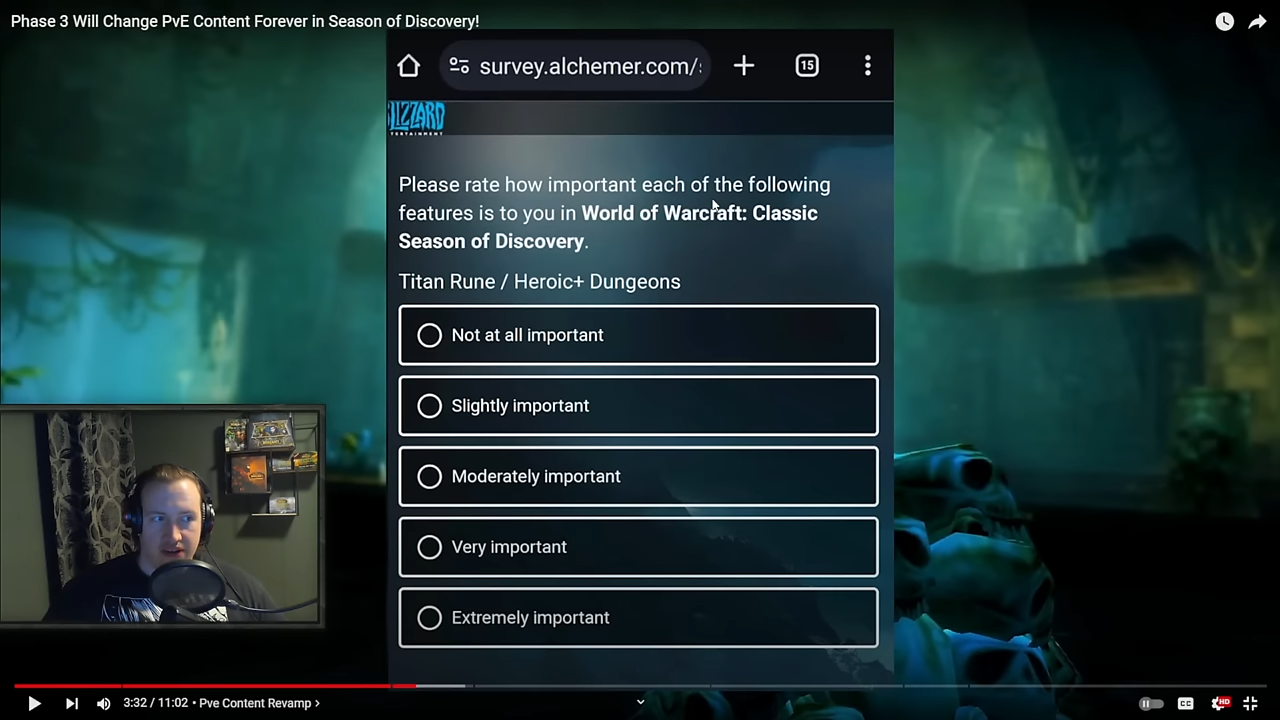 Phase 3 Will Change PvE Content Forever in Season of Discovery!
survey.alchemer.com/
15
BLIZZARD
Please rate how important each of the following
features is to you in World of Warcraft: Classic
Season of Discovery.
Titan Rune / Heroic+ Dungeons
Not at all important
Slightly important
Moderately important
Very important
Extremely important
3:32 / 11:02 • Pve Content Revamp
CC
HD